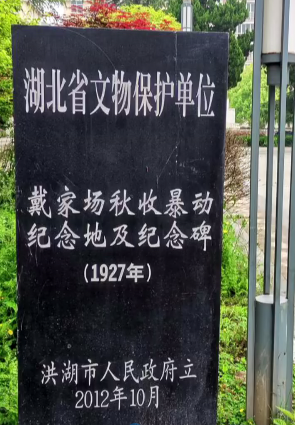 湖北省文物保护单位
戴家场秋收暴动
纪念地及纪念碑
(1927年)
洪湖市人民政府立
2012年10月